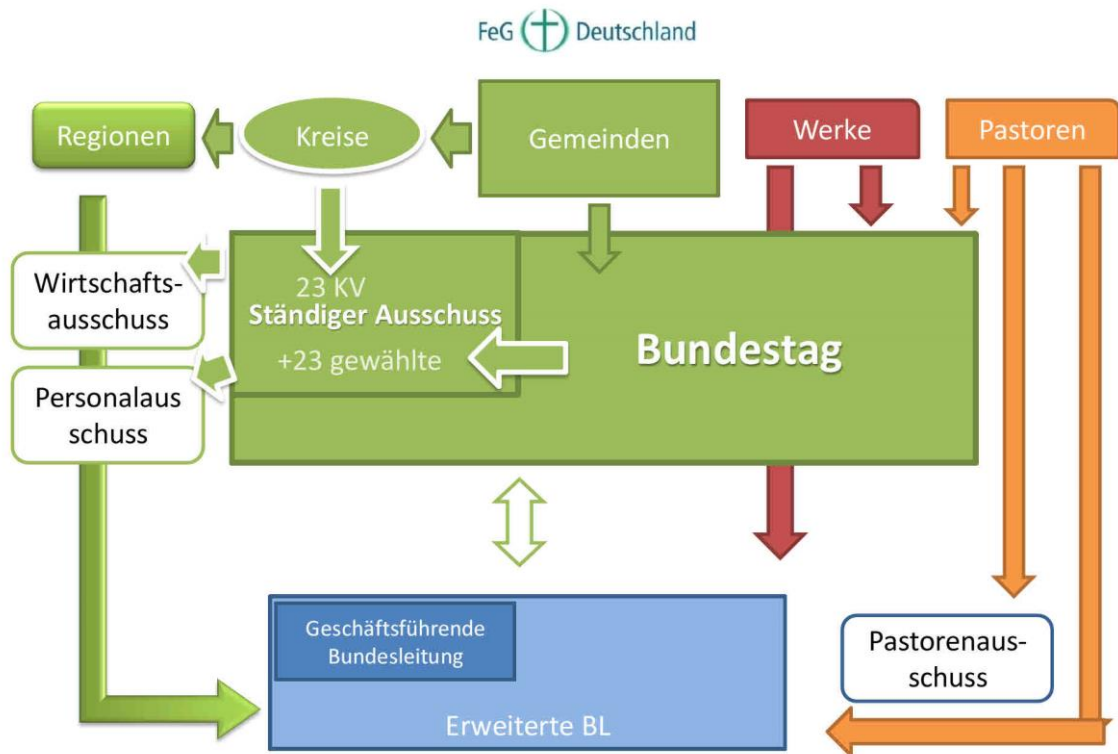 FeG Deutschland
Regionen
Kreise
Gemeinden
Werke
Pastoren
Wirtschafts-
ausschuss
Personalaus
schuss
23 KV
Ständiger Ausschuss
+23 gewählte
Bundestag
Geschäftsführende
Bundesleitung
Erweiterte BL
Pastorenaus-
schuss